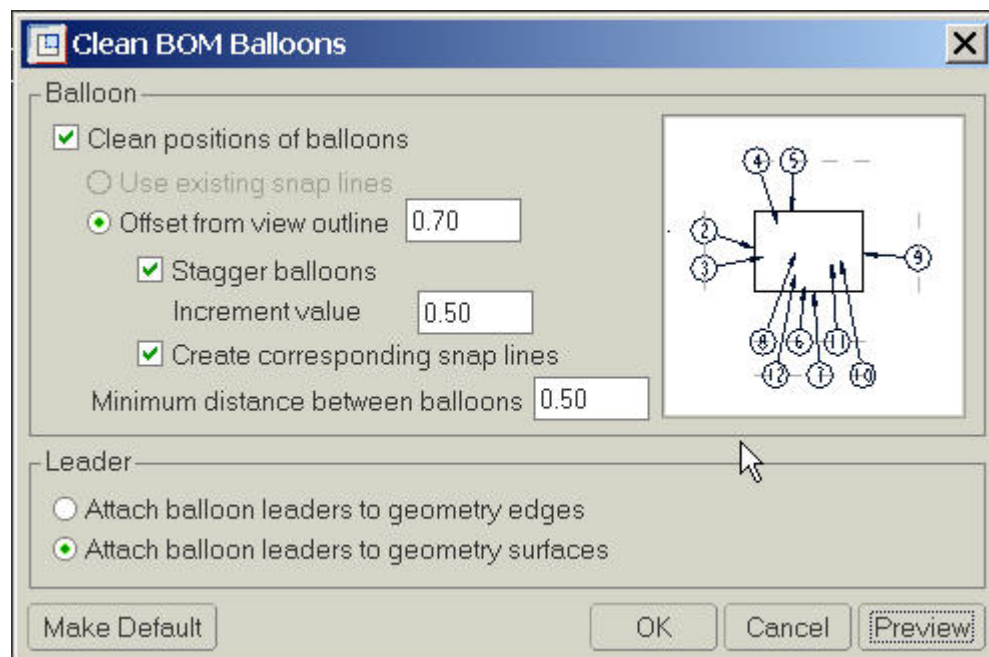 Clean BOM Balloons
Balloon
Clean positions of balloons
Use existing snap lines
Offset from view outline 0.70
Stagger balloons
Increment value 0.50
Create corresponding snap lines
Minimum distance between balloons 0.50
4 5
2
3
9
8 6 11
12 1 10
Leader
Attach balloon leaders to geometry edges
Attach balloon leaders to geometry surfaces
Make Default OK Cancel Preview